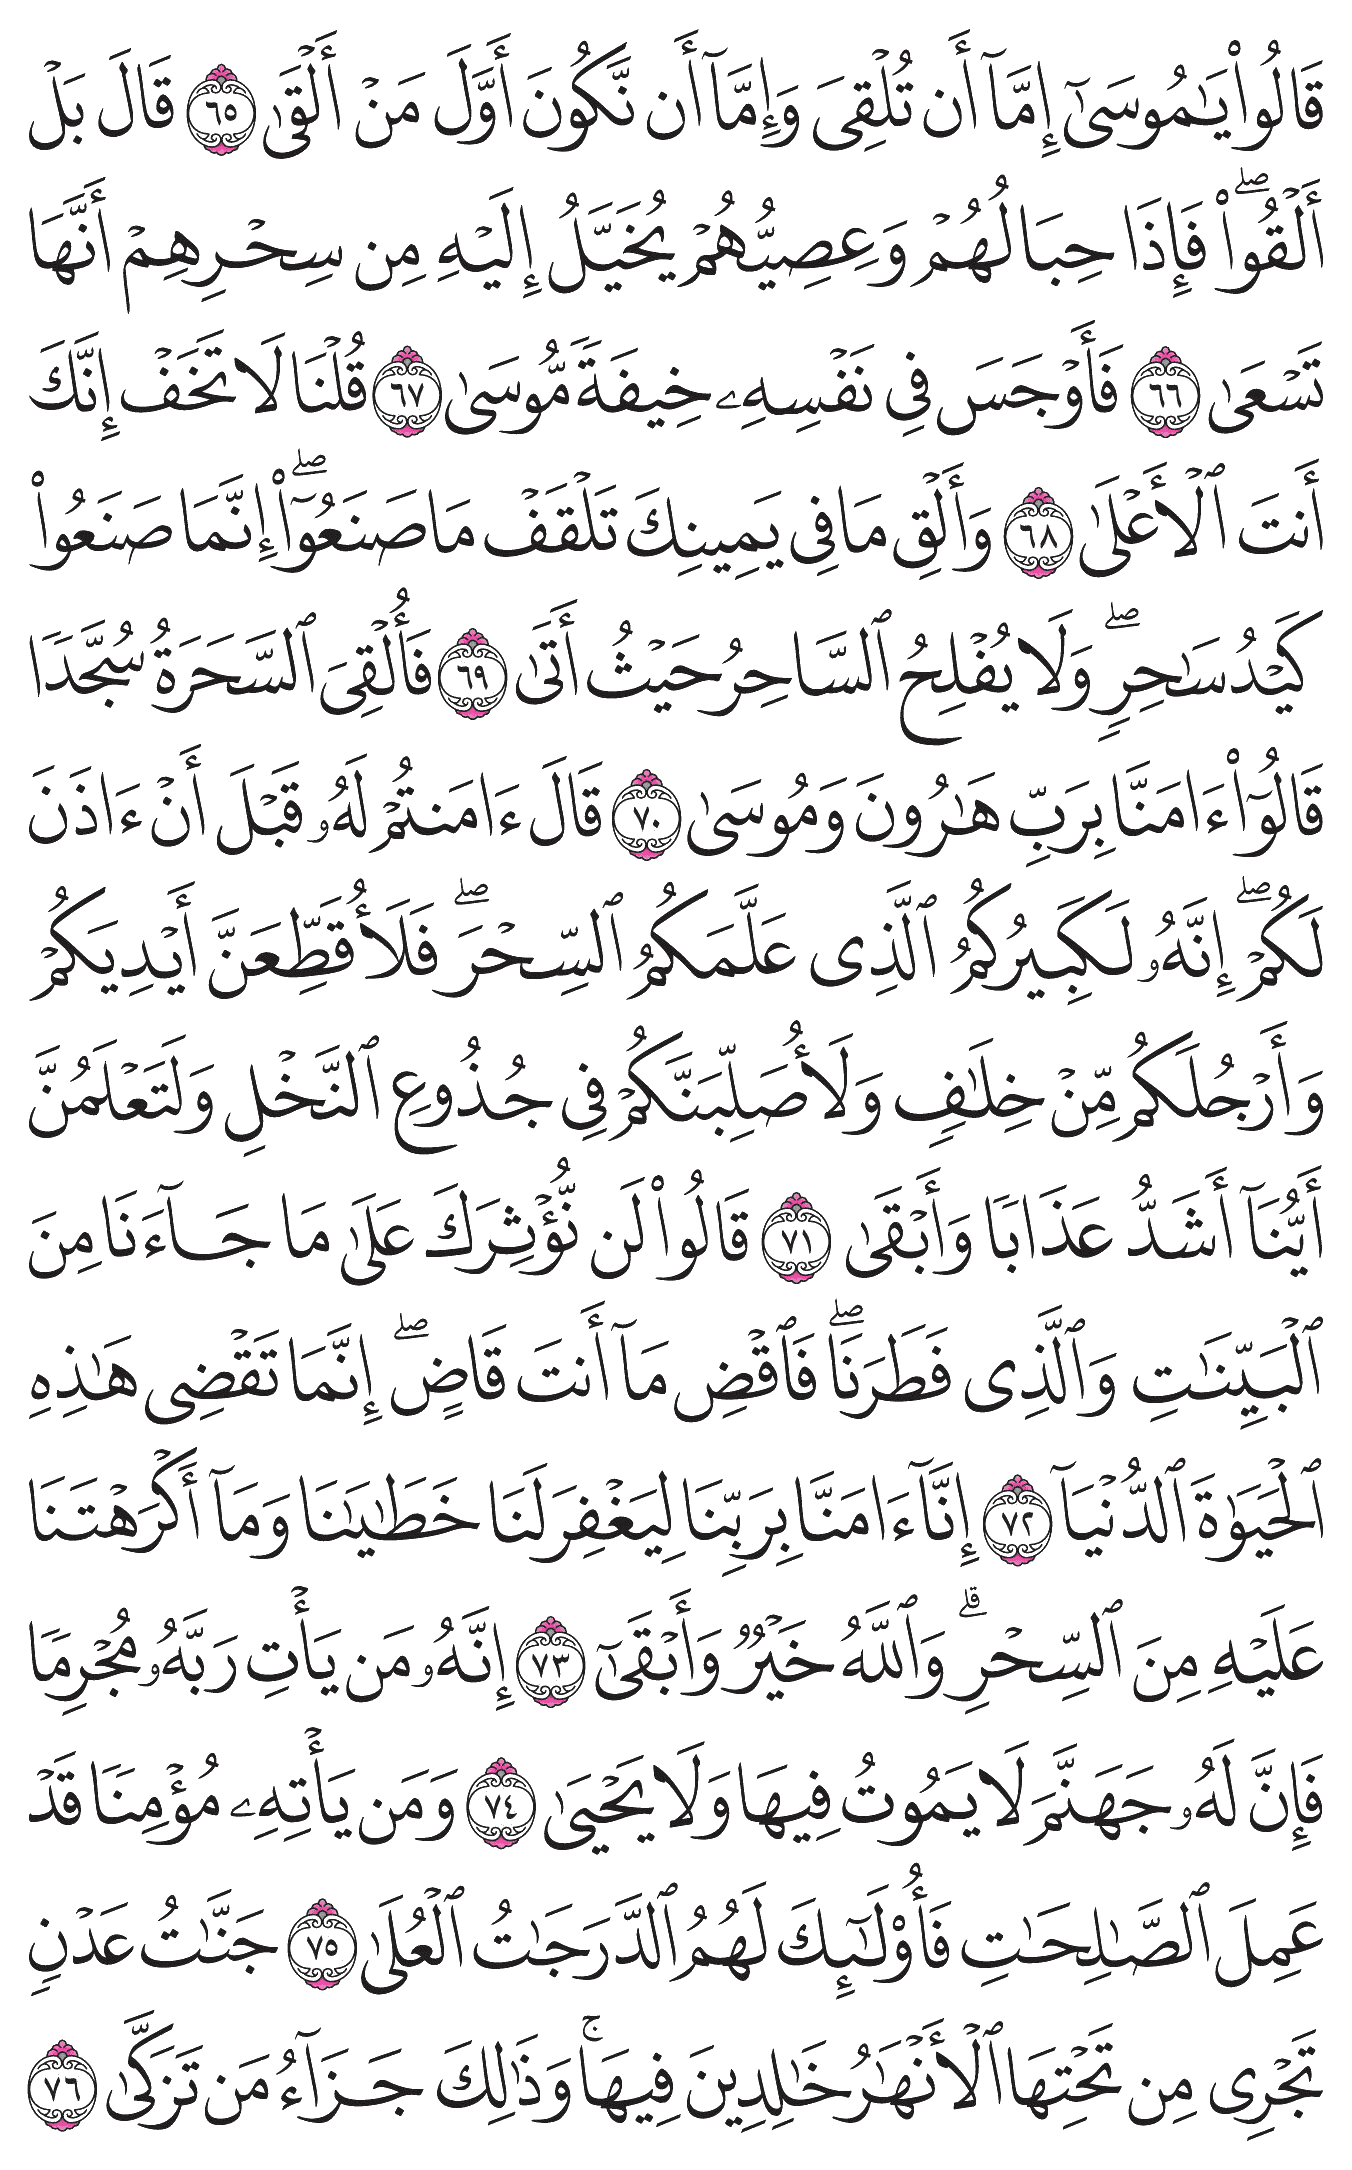 قَالُوا۟ يَـٰمُوسَىٰٓ إِمَّآ أَن تُلْقِىَ وَإِمَّآ أَن نَّكُونَ أَوَّلَ مَنْ أَلْقَىٰ ٦٥ قَالَ بَلْ
أَلْقُوا۟ ۖ فَإِذَا حِبَالُهُمْ وَعِصِيُّهُمْ يُخَيَّلُ إِلَيْهِ مِن سِحْرِهِمْ أَنَّهَا
تَسْعَىٰ ٦٦ فَأَوْجَسَ فِى نَفْسِهِۦ خِيفَةً مُّوسَىٰ ٦٧ قُلْنَا لَا تَخَفْ إِنَّكَ
أَنتَ ٱلْأَعْلَىٰ ٦٨ وَأَلْقِ مَا فِى يَمِينِكَ تَلْقَفْ مَا صَنَعُوٓا۟ ۖ إِنَّمَا صَنَعُوا۟
كَيْدُ سَـٰحِرٍ ۖ وَلَا يُفْلِحُ ٱلسَّاحِرُ حَيْثُ أَتَىٰ ٦٩ فَأُلْقِىَ ٱلسَّحَرَةُ سُجَّدًا
قَالُوٓا۟ ءَامَنَّا بِرَبِّ هَـٰرُونَ وَمُوسَىٰ ٧٠ قَالَ ءَامَنتُمْ لَهُۥ قَبْلَ أَنْ ءَاذَنَ
لَكُمْ ۖ إِنَّهُۥ لَكَبِيرُكُمُ ٱلَّذِى عَلَّمَكُمُ ٱلسِّحْرَ ۖ فَلَأُقَطِّعَنَّ أَيْدِيَكُمْ
وَأَرْجُلَكُم مِّنْ خِلَـٰفٍ وَلَأُصَلِّبَنَّكُمْ فِى جُذُوعِ ٱلنَّخْلِ وَلَتَعْلَمُنَّ
أَيُّنَآ أَشَدُّ عَذَابًا وَأَبْقَىٰ ٧١ قَالُوا۟ لَن نُّؤْثِرَكَ عَلَىٰ مَا جَآءَنَا مِنَ
ٱلْبَيِّنَـٰتِ وَٱلَّذِى فَطَرَنَا ۖ فَٱقْضِ مَآ أَنتَ قَاضٍ ۖ إِنَّمَا تَقْضِى هَـٰذِهِ
ٱلْحَيَوٰةَ ٱلدُّنْيَآ ٧٢ إِنَّآ ءَامَنَّا بِرَبِّنَا لِيَغْفِرَ لَنَا خَطَـٰيَـٰنَا وَمَآ أَكْرَهْتَنَا
عَلَيْهِ مِنَ ٱلسِّحْرِ ۗ وَٱللَّهُ خَيْرٌ وَأَبْقَىٰٓ ٧٣ إِنَّهُۥ مَن يَأْتِ رَبَّهُۥ مُجْرِمًا
فَإِنَّ لَهُۥ جَهَنَّمَ لَا يَمُوتُ فِيهَا وَلَا يَحْيَىٰ ٧٤ وَمَن يَأْتِهِۦ مُؤْمِنًا قَدْ
عَمِلَ ٱلصَّـٰلِحَـٰتِ فَأُو۟لَـٰٓئِكَ لَهُمُ ٱلدَّرَجَـٰتُ ٱلْعُلَىٰ ٧٥ جَنَّـٰتُ عَدْنٍ
تَجْرِى مِن تَحْتِهَا ٱلْأَنْهَـٰرُ خَـٰلِدِينَ فِيهَا ۚ وَذَٰلِكَ جَزَآءُ مَن تَزَكَّىٰ ٧٦